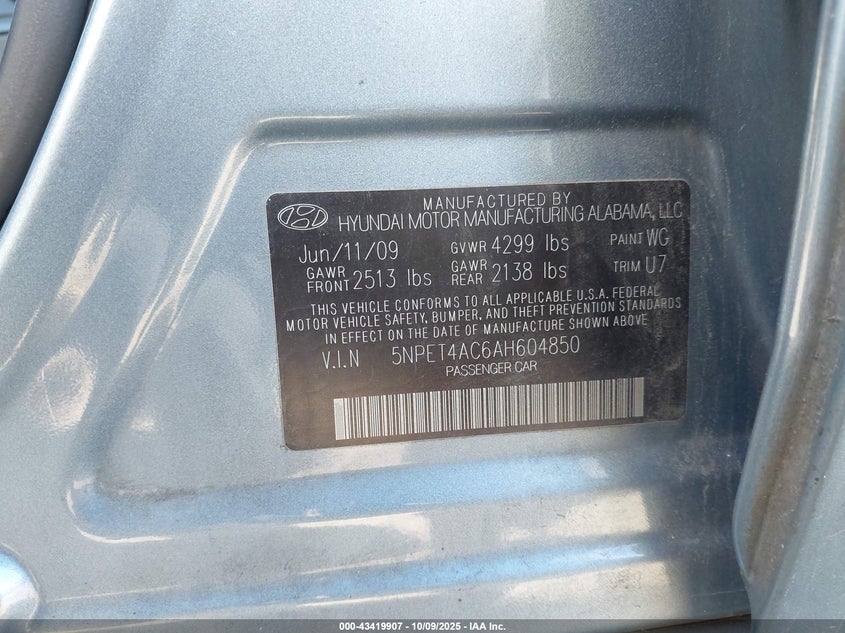 MANUFACTURED BY
HYUNDAI MOTOR MANUFACTURING ALABAMA, LLC
Jun/11/09 GVWR 4299 lbs PAINT WG
GAWR FRONT 2513 lbs GAWR REAR 2138 lbs TRIM U7
THIS VEHICLE CONFORMS TO ALL APPLICABLE U.S.A. FEDERAL
MOTOR VEHICLE SAFETY, BUMPER, AND THEFT PREVENTION STANDARDS
IN EFFECT ON THE DATE OF MANUFACTURE SHOWN ABOVE
V.I.N 5NPET4AC6AH604850
PASSENGER CAR
000-43419907 - 10/09/2025 - IAA Inc.